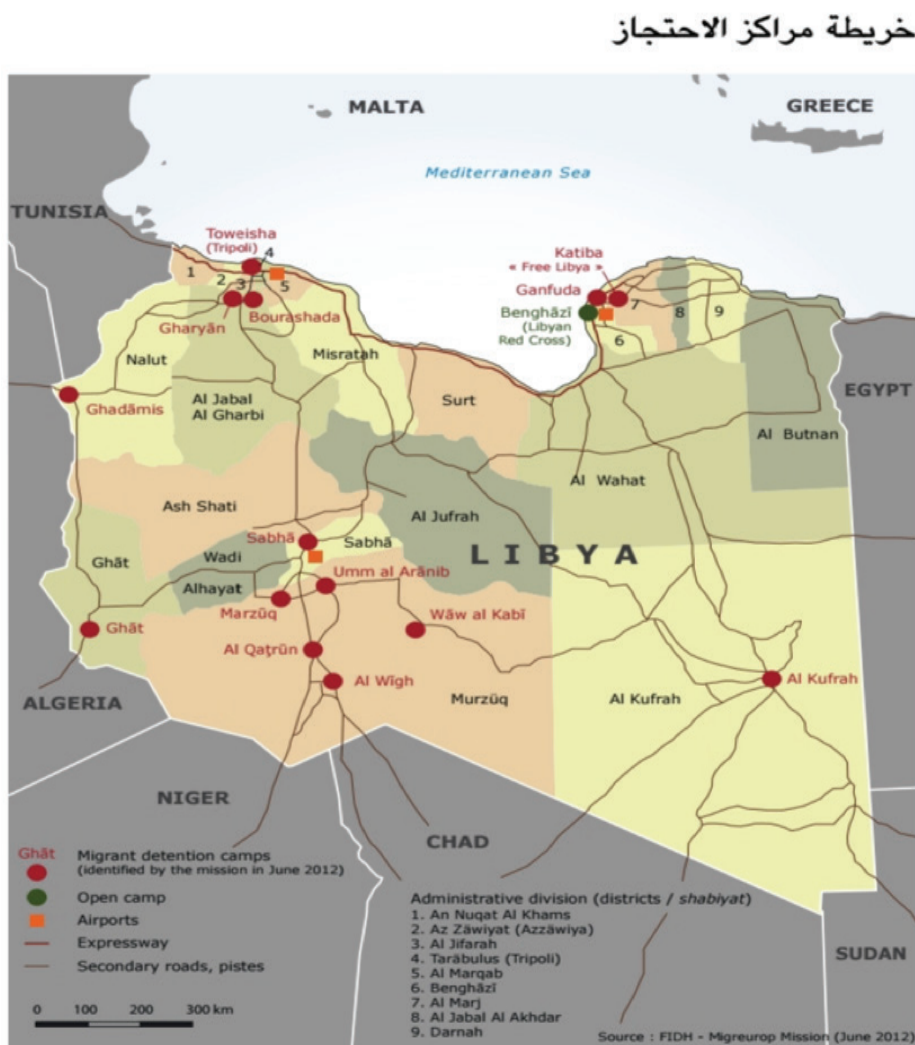 خريطة مراكز الاحتجاز
MALTA
GREECE
Mediterranean Sea
TUNISIA
Toweisha
(Tripoli)
4
1
2
3
5
Gharyān
Bourashada
Katiba
« Free Libya »
Ganfuda
7
8
9
Benghāzī
(Libyan
Red Cross)
6
Nalut
Misratah
Ghadāmis
Al Jabal
Al Gharbi
Surt
EGYPT
Al Butnan
Al Wahat
Ash Shati
Al Jufrah
Sabhā
Sabhā
LIBYA
Ghāt
Wadi
Alhayat
Umm al Arānib
Marzūq
Wāw al Kabī
Ghāt
Al Qaţrūn
Al Wīgh
Murzūq
Al Kufrah
Al Kufrah
ALGERIA
NIGER
CHAD
SUDAN
Ghāt
Migrant detention camps
(identified by the mission in June 2012)
Open camp
Airports
Expressway
Secondary roads, pistes
0 100 200 300 km
Administrative division (districts / shabiyat)
1. An Nuqat Al Khams
2. Az Zāwiyat (Azzāwiya)
3. Al Jifarah
4. Tarābulus (Tripoli)
5. Al Marqab
6. Benghāzī
7. Al Marj
8. Al Jabal Al Akhdar
9. Darnah
Source : FIDH - Migreurop Mission (June 2012)